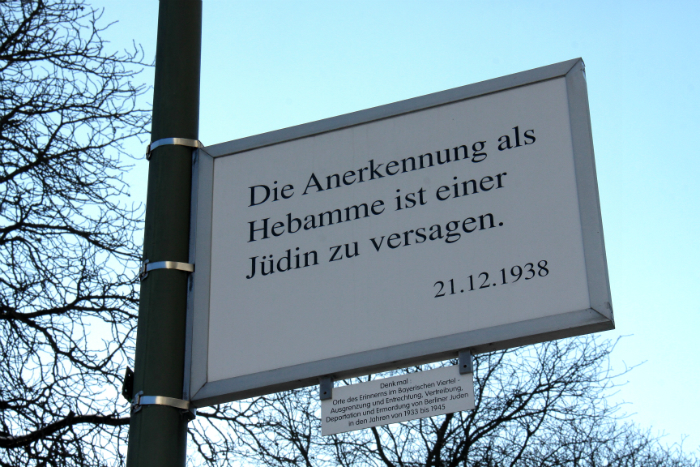 Die Anerkennung als
Hebamme ist einer
Jüdin zu versagen.
21.12.1938
Denkmal
Orte des Erinnerns im Bayerischen Viertel -
Ausgrenzung und Entrechtung, Vertreibung,
Deportation und Ermordung von Berliner Juden
in den Jahren von 1933 bis 1945